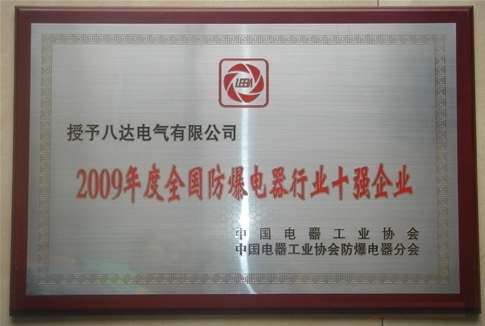 授予八达电气有限公司
2009年度全国防爆电器行业十强企业
中国电器工业协会
中国电器工业协会防爆电器分会